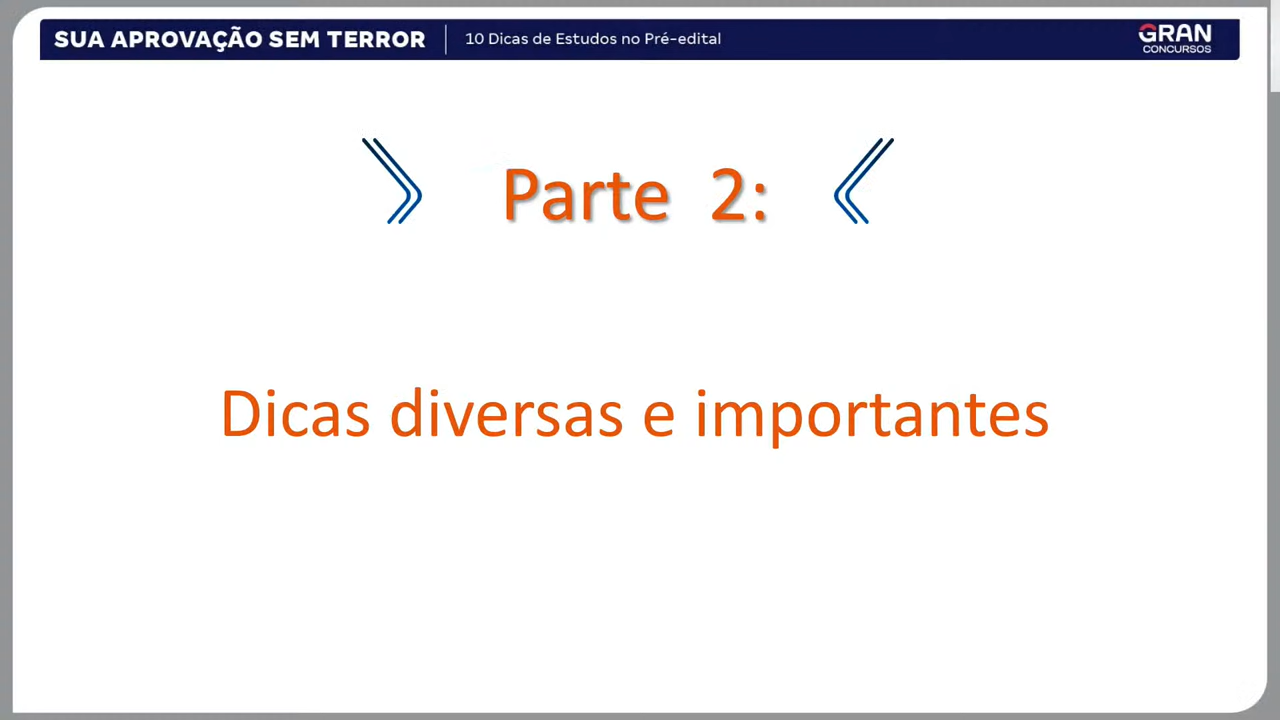 SUA APROVAÇÃO SEM TERROR
10 Dicas de Estudos no Pré-edital
GRAN
CONCURSOS
Parte 2:
Dicas diversas e importantes